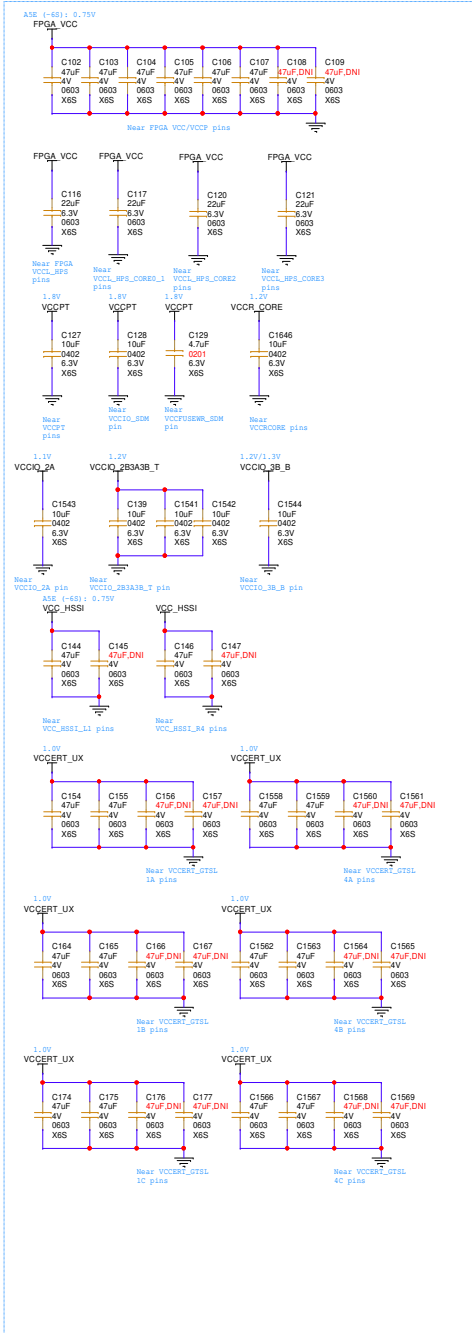 A5E (-6S): 0.75V
FPGA_VCC
C102 C103 C104 C105 C106 C107 C108 C109
47uF 47uF 47uF 47uF 47uF 47uF 47uF,DNI 47uF,DNI
4V 4V 4V 4V 4V 4V 4V 4V
0603 0603 0603 0603 0603 0603 0603 0603
X6S X6S X6S X6S X6S X6S X6S X6S
Near FPGA VCC/VCCP pins
FPGA_VCC FPGA_VCC FPGA_VCC FPGA_VCC
C116 C117 C120 C121
22uF 22uF 22uF 22uF
6.3V 6.3V 6.3V 6.3V
0603 0603 0603 0603
X6S X6S X6S X6S
Near FPGA Near Near Near
VCCL_HPS VCCL_HPS_CORE0_1 VCCL_HPS_CORE2 VCCL_HPS_CORE3
pins pins pins pins
1.8V 1.8V 1.8V 1.2V
VCCPT VCCPT VCCPT VCCR_CORE
C127 C128 C129 C1646
10uF 10uF 4.7uF 10uF
0402 0402 0201 0402
6.3V 6.3V 6.3V 6.3V
X6S X6S X6S X6S
Near Near Near Near
VCCPT VCCIO_SDM VCCFUSEWR_SDM VCCRCORE pins
pins pin pin
1.1V 1.2V 1.2V/1.3V
VCCIO_2A VCCIO_2B3A3B_T VCCIO_3B_B
C1543 C139 C1541 C1542 C1544
10uF 10uF 10uF 10uF 10uF
0402 0402 0402 0402 0402
6.3V 6.3V 6.3V 6.3V 6.3V
X6S X6S X6S X6S X6S
Near Near Near
VCCIO_2A pin VCCIO_2B3A3B_T pin VCCIO_3B_B pin
A5E (-6S): 0.75V
VCC_HSSI VCC_HSSI
C144 C145 C146 C147
47uF 47uF,DNI 47uF 47uF,DNI
4V 4V 4V 4V
0603 0603 0603 0603
X6S X6S X6S X6S
Near Near
VCC_HSSI_L1 pins VCC_HSSI_R4 pins
1.0V 1.0V
VCCERT_UX VCCERT_UX
C154 C155 C156 C157 C1558 C1559 C1560 C1561
47uF 47uF 47uF,DNI 47uF,DNI 47uF 47uF 47uF,DNI 47uF,DNI
4V 4V 4V 4V 4V 4V 4V 4V
0603 0603 0603 0603 0603 0603 0603 0603
X6S X6S X6S X6S X6S X6S X6S X6S
Near VCCERT_GTSL Near VCCERT_GTSL
1A pins 4A pins
1.0V 1.0V
VCCERT_UX VCCERT_UX
C164 C165 C166 C167 C1562 C1563 C1564 C1565
47uF 47uF 47uF,DNI 47uF,DNI 47uF 47uF 47uF,DNI 47uF,DNI
4V 4V 4V 4V 4V 4V 4V 4V
0603 0603 0603 0603 0603 0603 0603 0603
X6S X6S X6S X6S X6S X6S X6S X6S
Near VCCERT_GTSL Near VCCERT_GTSL
1B pins 4B pins
1.0V 1.0V
VCCERT_UX VCCERT_UX
C174 C175 C176 C177 C1566 C1567 C1568 C1569
47uF 47uF 47uF,DNI 47uF,DNI 47uF 47uF 47uF,DNI 47uF,DNI
4V 4V 4V 4V 4V 4V 4V 4V
0603 0603 0603 0603 0603 0603 0603 0603
X6S X6S X6S X6S X6S X6S X6S X6S
Near VCCERT_GTSL Near VCCERT_GTSL
1C pins 4C pins